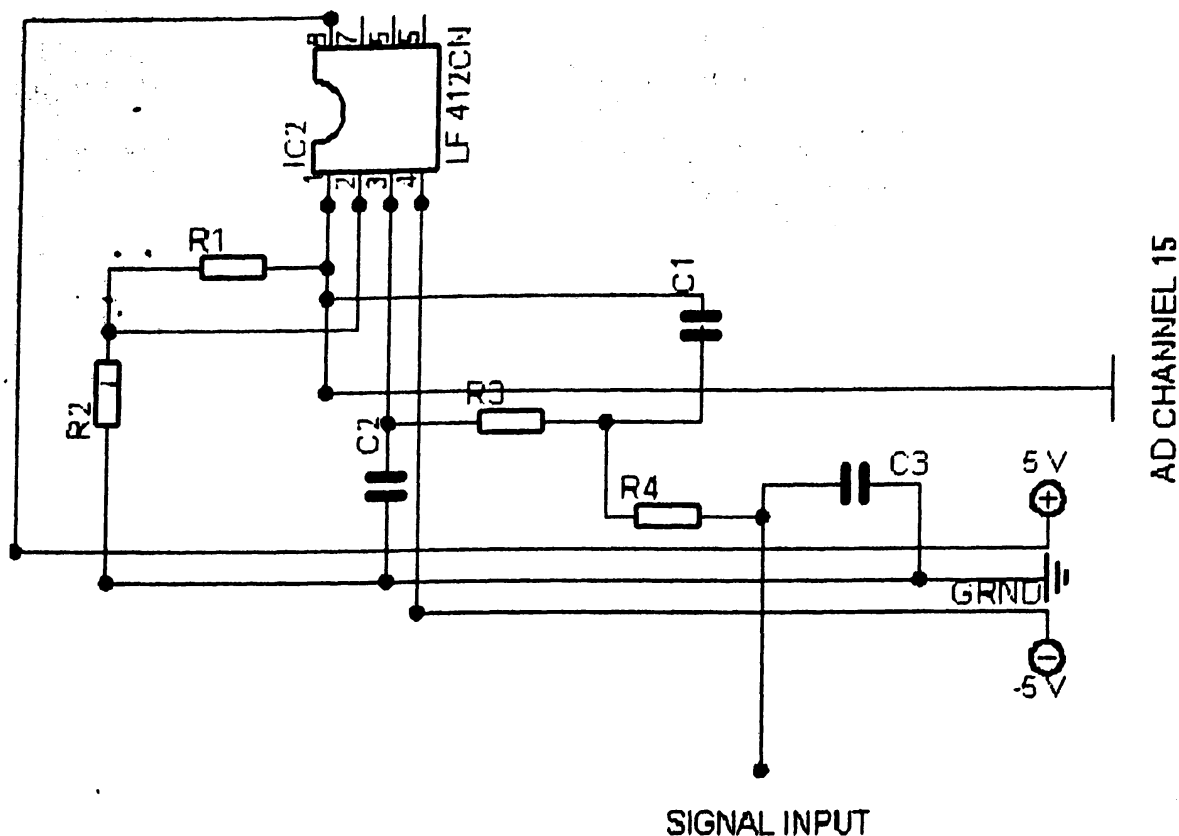 8 7 5 5
LF 412CN
IC2
1 2 3 4
R1
C1
AD CHANNEL 15
R2
R3
C2
R4
C3
5 V
+
GRND
-5 V
SIGNAL INPUT